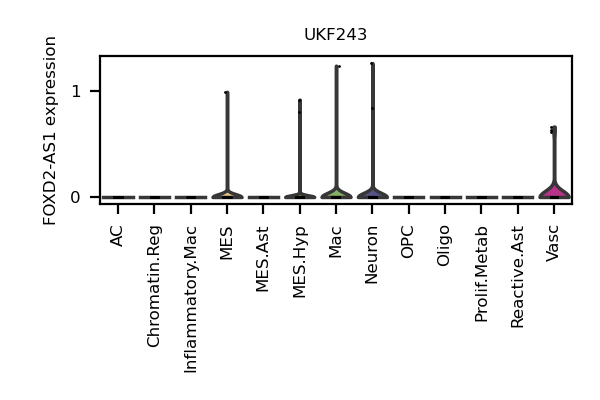 UKF243
FOXD2-AS1 expression
1
0
AC
Chromatin.Reg
Inflammatory.Mac
MES
MES.Ast
MES.Hyp
Mac
Neuron
OPC
Oligo
Prolif.Metab
Reactive.Ast
Vasc